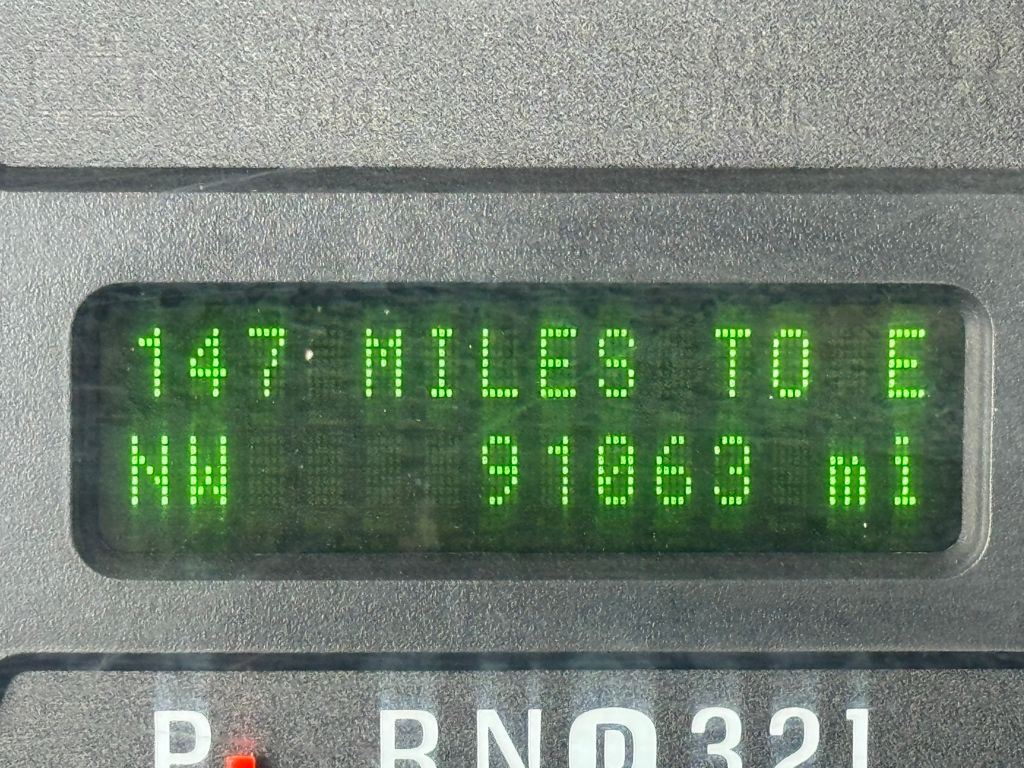 147 MILES TO E
NW 91063 mi
P R N D 3 2 1